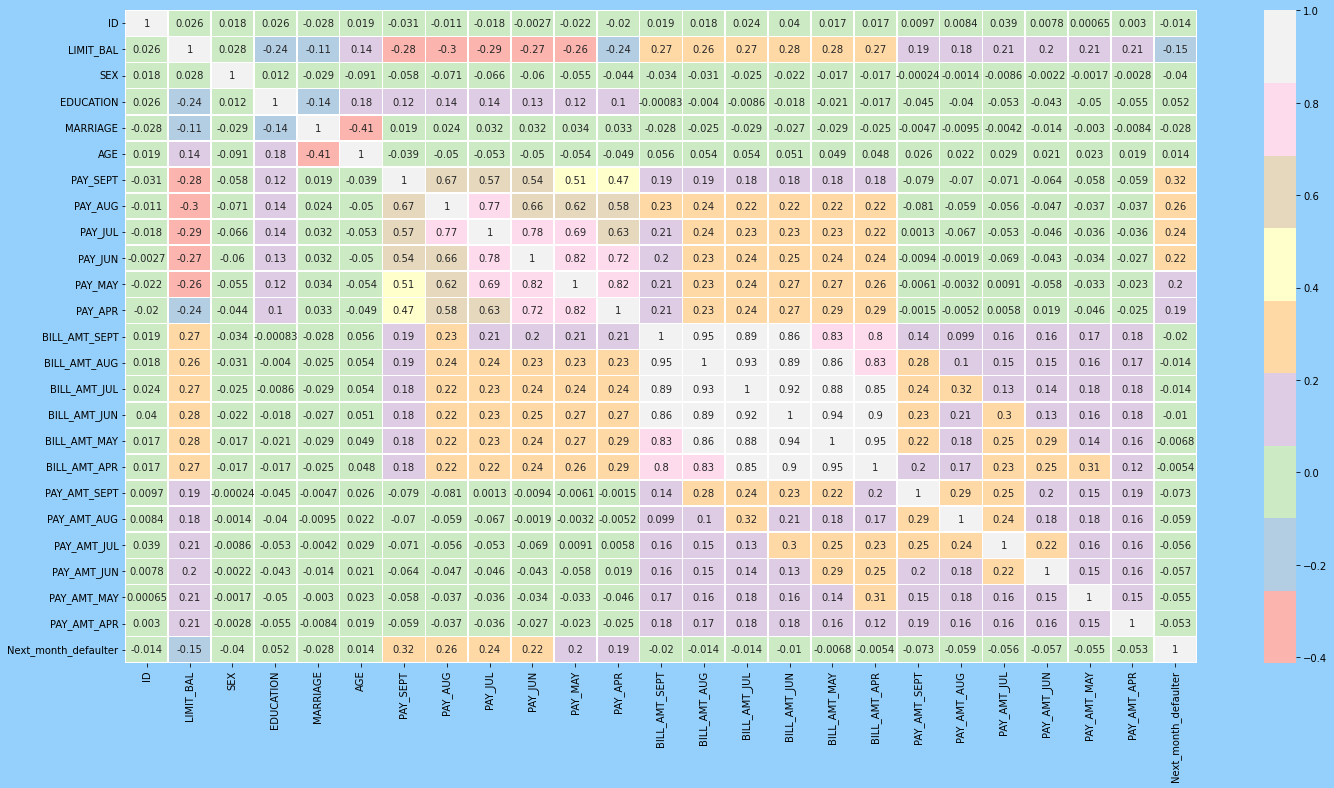 ID 1 0.026 0.018 0.026 -0.028 0.019 -0.031 -0.011 -0.018 -0.0027 -0.022 -0.02 0.019 0.018 0.024 0.04 0.017 0.017 0.0097 0.0084 0.039 0.0078 0.00065 0.003 -0.014
LIMIT_BAL 0.026 1 0.028 -0.24 -0.11 0.14 -0.28 -0.3 -0.29 -0.27 -0.26 -0.24 0.27 0.26 0.27 0.28 0.28 0.27 0.19 0.18 0.21 0.2 0.21 0.21 -0.15
SEX 0.018 0.028 1 0.012 -0.029 -0.091 -0.058 -0.071 -0.066 -0.06 -0.055 -0.044 -0.034 -0.031 -0.025 -0.022 -0.017 -0.017 -0.00024 -0.0014 -0.0086 -0.0022 -0.0017 -0.0028 -0.04
EDUCATION 0.026 -0.24 0.012 1 -0.14 0.18 0.12 0.14 0.14 0.13 0.12 0.1 -0.00083 -0.004 -0.0086 -0.018 -0.021 -0.017 -0.045 -0.04 -0.053 -0.043 -0.05 -0.055 0.052
MARRIAGE -0.028 -0.11 -0.029 -0.14 1 -0.41 0.019 0.024 0.032 0.032 0.034 0.033 -0.028 -0.025 -0.029 -0.027 -0.029 -0.025 -0.0047 -0.0095 -0.0042 -0.014 -0.003 -0.0084 -0.028
AGE 0.019 0.14 -0.091 0.18 -0.41 1 -0.039 -0.05 -0.053 -0.05 -0.054 -0.049 0.056 0.054 0.054 0.051 0.049 0.048 0.026 0.022 0.029 0.021 0.023 0.019 0.014
PAY_SEPT -0.031 -0.28 -0.058 0.12 0.019 -0.039 1 0.67 0.57 0.54 0.51 0.47 0.19 0.19 0.18 0.18 0.18 0.18 -0.079 -0.07 -0.071 -0.064 -0.058 -0.059 0.32
PAY_AUG -0.011 -0.3 -0.071 0.14 0.024 -0.05 0.67 1 0.77 0.66 0.62 0.58 0.23 0.24 0.22 0.22 0.22 0.22 -0.081 -0.059 -0.056 -0.047 -0.037 -0.037 0.26
PAY_JUL -0.018 -0.29 -0.066 0.14 0.032 -0.053 0.57 0.77 1 0.78 0.69 0.63 0.21 0.24 0.23 0.23 0.23 0.22 0.0013 -0.067 -0.053 -0.046 -0.036 -0.036 0.24
PAY_JUN -0.0027 -0.27 -0.06 0.13 0.032 -0.05 0.54 0.66 0.78 1 0.82 0.72 0.2 0.23 0.24 0.25 0.24 0.24 -0.0094 -0.0019 -0.069 -0.043 -0.034 -0.027 0.22
PAY_MAY -0.022 -0.26 -0.055 0.12 0.034 -0.054 0.51 0.62 0.69 0.82 1 0.82 0.21 0.23 0.24 0.27 0.27 0.26 -0.0061 -0.0032 0.0091 -0.058 -0.033 -0.023 0.2
PAY_APR -0.02 -0.24 -0.044 0.1 0.033 -0.049 0.47 0.58 0.63 0.72 0.82 1 0.21 0.23 0.24 0.27 0.29 0.29 -0.0015 -0.0052 0.0058 0.019 -0.046 -0.025 0.19
BILL_AMT_SEPT 0.019 0.27 -0.034 -0.00083 -0.028 0.056 0.19 0.23 0.21 0.2 0.21 0.21 1 0.95 0.89 0.86 0.83 0.8 0.14 0.099 0.16 0.16 0.17 0.18 -0.02
BILL_AMT_AUG 0.018 0.26 -0.031 -0.004 -0.025 0.054 0.19 0.24 0.24 0.23 0.23 0.23 0.95 1 0.93 0.89 0.86 0.83 0.28 0.1 0.15 0.15 0.16 0.17 -0.014
BILL_AMT_JUL 0.024 0.27 -0.025 -0.0086 -0.029 0.054 0.18 0.22 0.23 0.24 0.24 0.24 0.89 0.93 1 0.92 0.88 0.85 0.24 0.32 0.13 0.14 0.18 0.18 -0.014
BILL_AMT_JUN 0.04 0.28 -0.022 -0.018 -0.027 0.051 0.18 0.22 0.23 0.25 0.27 0.27 0.86 0.89 0.92 1 0.94 0.9 0.23 0.21 0.3 0.13 0.16 0.18 -0.01
BILL_AMT_MAY 0.017 0.28 -0.017 -0.021 -0.029 0.049 0.18 0.22 0.23 0.24 0.27 0.29 0.83 0.86 0.88 0.94 1 0.95 0.22 0.18 0.25 0.29 0.14 0.16 -0.0068
BILL_AMT_APR 0.017 0.27 -0.017 -0.017 -0.025 0.048 0.18 0.22 0.22 0.24 0.26 0.29 0.8 0.83 0.85 0.9 0.95 1 0.2 0.17 0.23 0.25 0.31 0.12 -0.0054
PAY_AMT_SEPT 0.0097 0.19 -0.00024 -0.045 -0.0047 0.026 -0.079 -0.081 0.0013 -0.0094 -0.0061 -0.0015 0.14 0.28 0.24 0.23 0.22 0.2 1 0.29 0.25 0.2 0.15 0.19 -0.073
PAY_AMT_AUG 0.0084 0.18 -0.0014 -0.04 -0.0095 0.022 -0.07 -0.059 -0.067 -0.0019 -0.0032 -0.0052 0.099 0.1 0.32 0.21 0.18 0.17 0.29 1 0.24 0.18 0.18 0.16 -0.059
PAY_AMT_JUL 0.039 0.21 -0.0086 -0.053 -0.0042 0.029 -0.071 -0.056 -0.053 -0.069 0.0091 0.0058 0.16 0.15 0.13 0.3 0.25 0.23 0.25 0.24 1 0.22 0.16 0.16 -0.056
PAY_AMT_JUN 0.0078 0.2 -0.0022 -0.043 -0.014 0.021 -0.064 -0.047 -0.046 -0.043 -0.058 0.019 0.16 0.15 0.14 0.13 0.29 0.25 0.2 0.18 0.22 1 0.15 0.16 -0.057
PAY_AMT_MAY 0.00065 0.21 -0.0017 -0.05 -0.003 0.023 -0.058 -0.037 -0.036 -0.034 -0.033 -0.046 0.17 0.16 0.18 0.16 0.14 0.31 0.15 0.18 0.16 0.15 1 0.15 -0.055
PAY_AMT_APR 0.003 0.21 -0.0028 -0.055 -0.0084 0.019 -0.059 -0.037 -0.036 -0.027 -0.023 -0.025 0.18 0.17 0.18 0.18 0.16 0.12 0.19 0.16 0.16 0.16 0.15 1 -0.053
Next_month_defaulter -0.014 -0.15 -0.04 0.052 -0.028 0.014 0.32 0.26 0.24 0.22 0.2 0.19 -0.02 -0.014 -0.014 -0.01 -0.0068 -0.0054 -0.073 -0.059 -0.056 -0.057 -0.055 -0.053 1
ID LIMIT_BAL SEX EDUCATION MARRIAGE AGE PAY_SEPT PAY_AUG PAY_JUL PAY_JUN PAY_MAY PAY_APR BILL_AMT_SEPT BILL_AMT_AUG BILL_AMT_JUL BILL_AMT_JUN BILL_AMT_MAY BILL_AMT_APR PAY_AMT_SEPT PAY_AMT_AUG PAY_AMT_JUL PAY_AMT_JUN PAY_AMT_MAY PAY_AMT_APR Next_month_defaulter
1.0
0.8
0.6
0.4
0.2
0.0
−0.2
−0.4